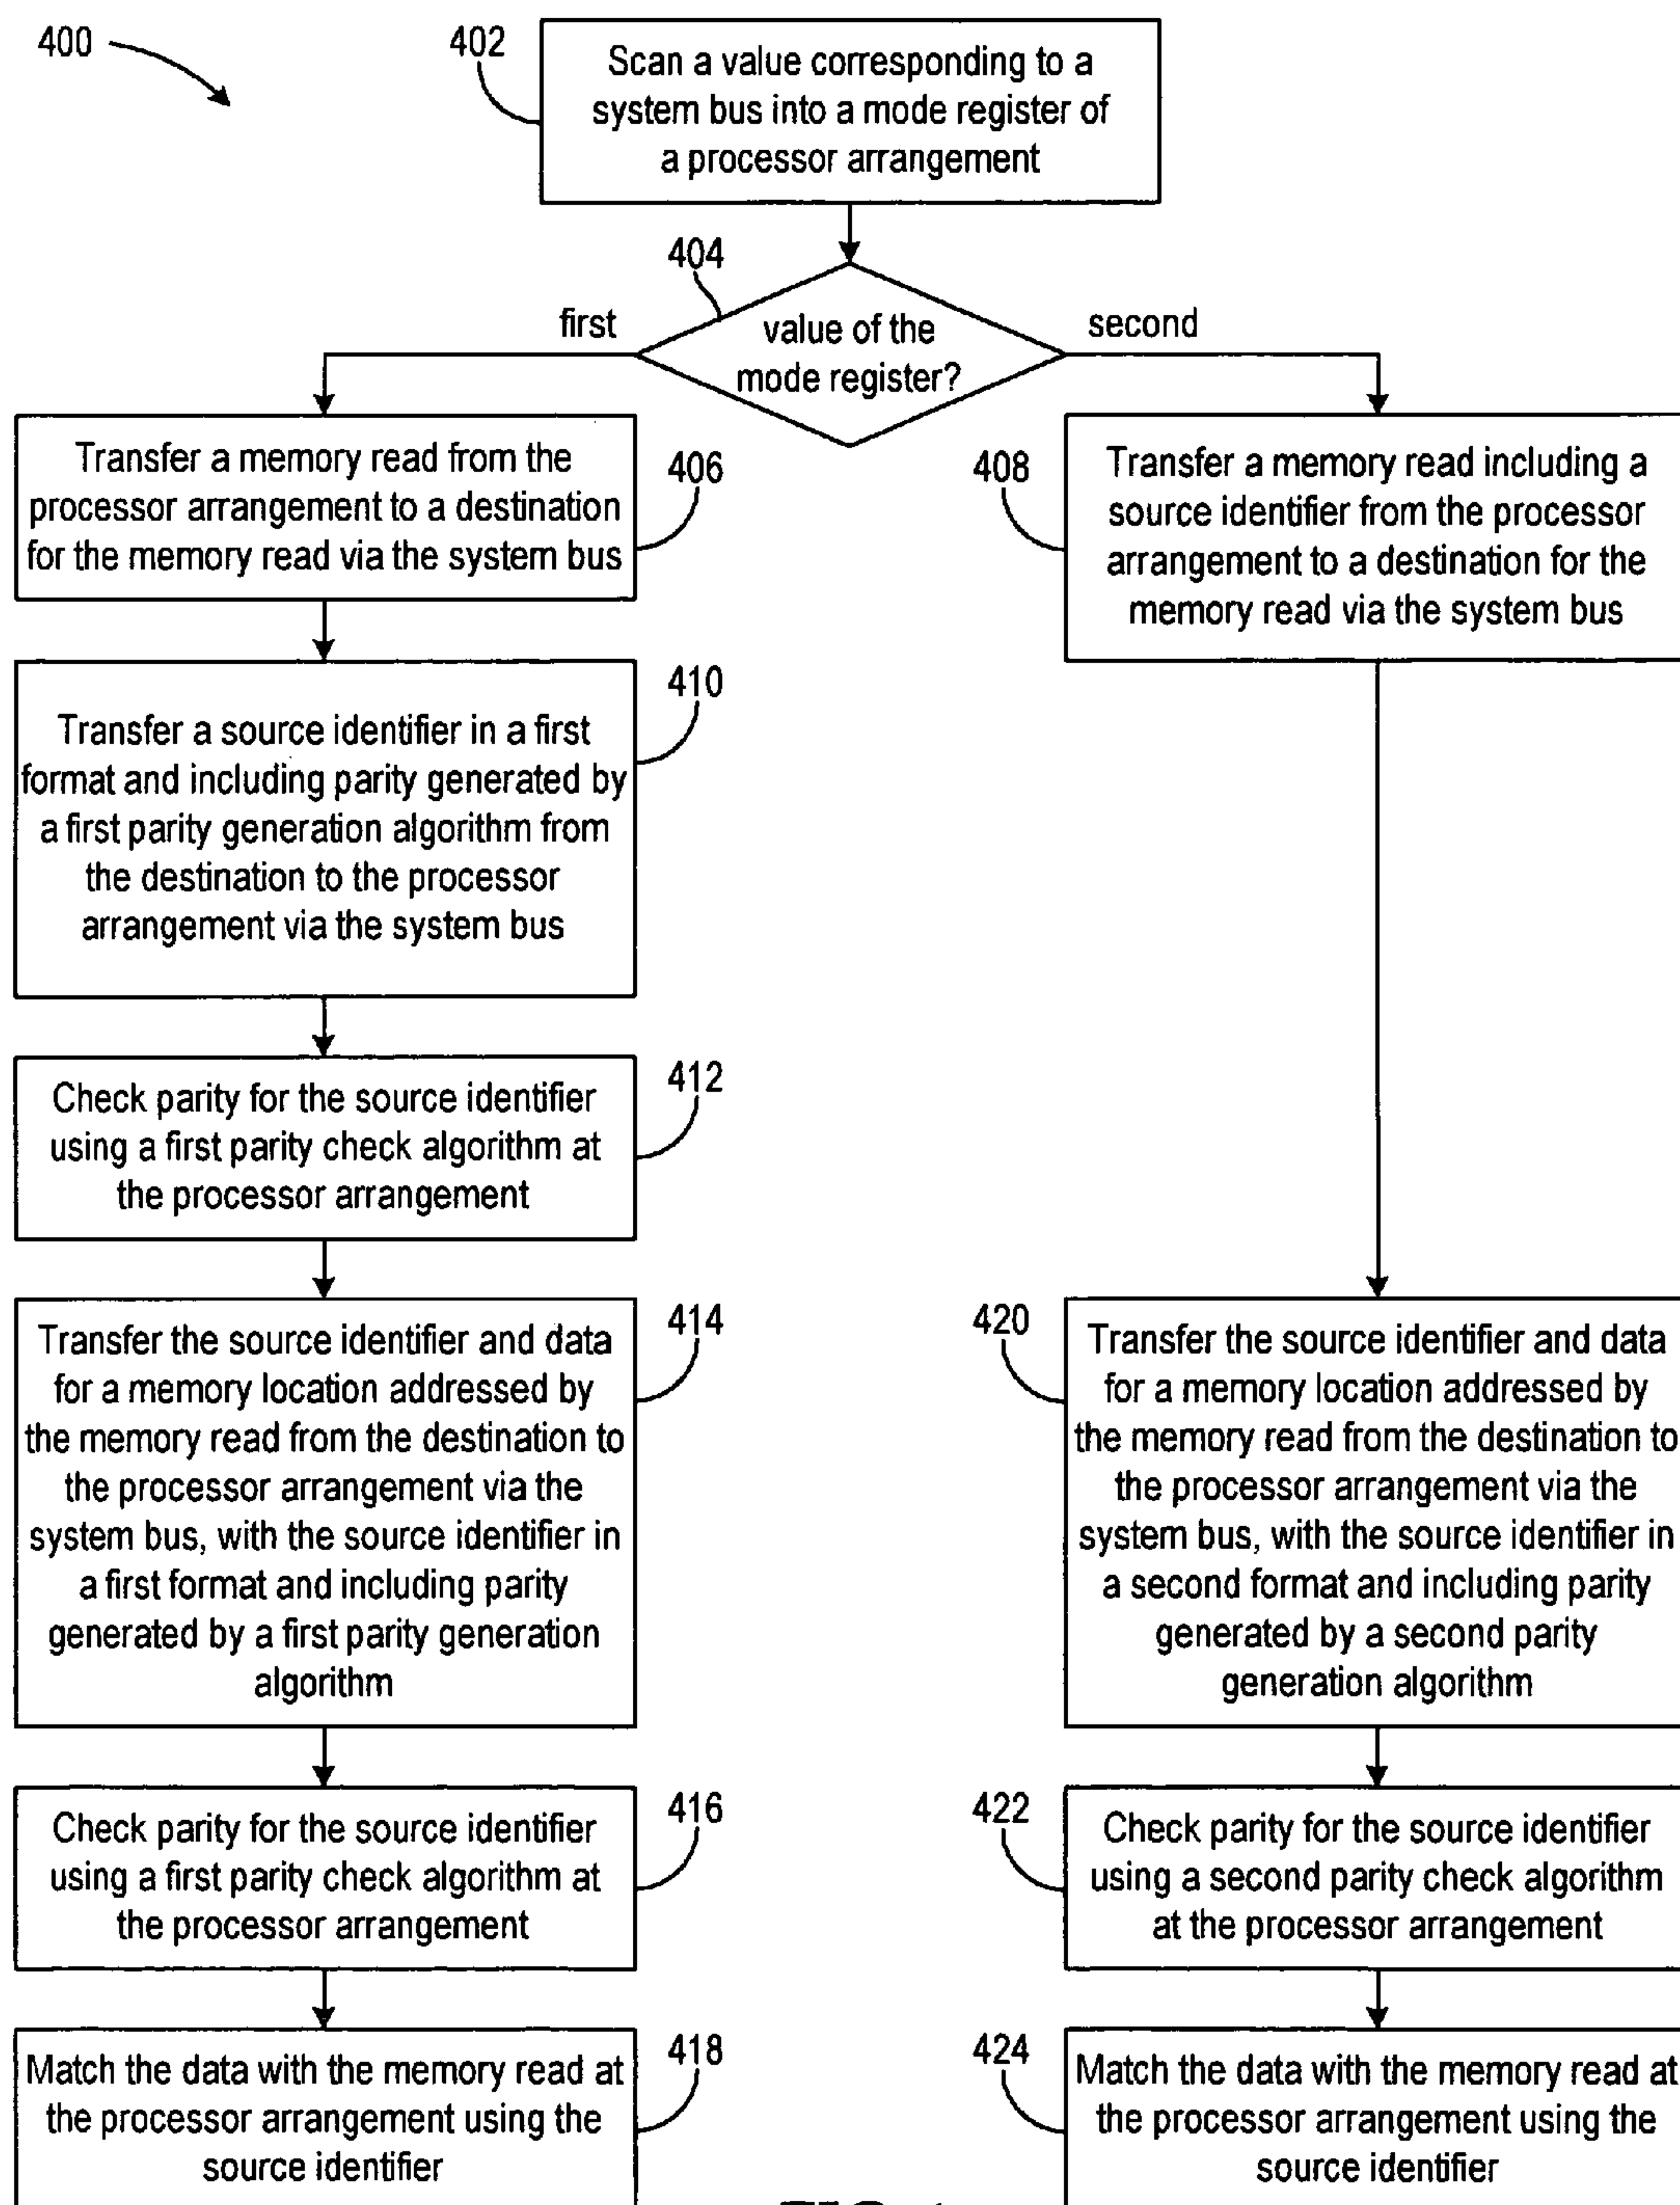 400
402
Scan a value corresponding to a
system bus into a mode register of
a processor arrangement
404
first
value of the
mode register?
second
Transfer a memory read from the
processor arrangement to a destination
for the memory read via the system bus
406
408
Transfer a memory read including a
source identifier from the processor
arrangement to a destination for the
memory read via the system bus
410
Transfer a source identifier in a first
format and including parity generated by
a first parity generation algorithm from
the destination to the processor
arrangement via the system bus
412
Check parity for the source identifier
using a first parity check algorithm at
the processor arrangement
414
Transfer the source identifier and data
for a memory location addressed by
the memory read from the destination to
the processor arrangement via the
system bus, with the source identifier in
a first format and including parity
generated by a first parity generation
algorithm
420
Transfer the source identifier and data
for a memory location addressed by
the memory read from the destination to
the processor arrangement via the
system bus, with the source identifier in
a second format and including parity
generated by a second parity
generation algorithm
416
Check parity for the source identifier
using a first parity check algorithm at
the processor arrangement
422
Check parity for the source identifier
using a second parity check algorithm
at the processor arrangement
418
Match the data with the memory read at
the processor arrangement using the
source identifier
424
Match the data with the memory read at
the processor arrangement using the
source identifier